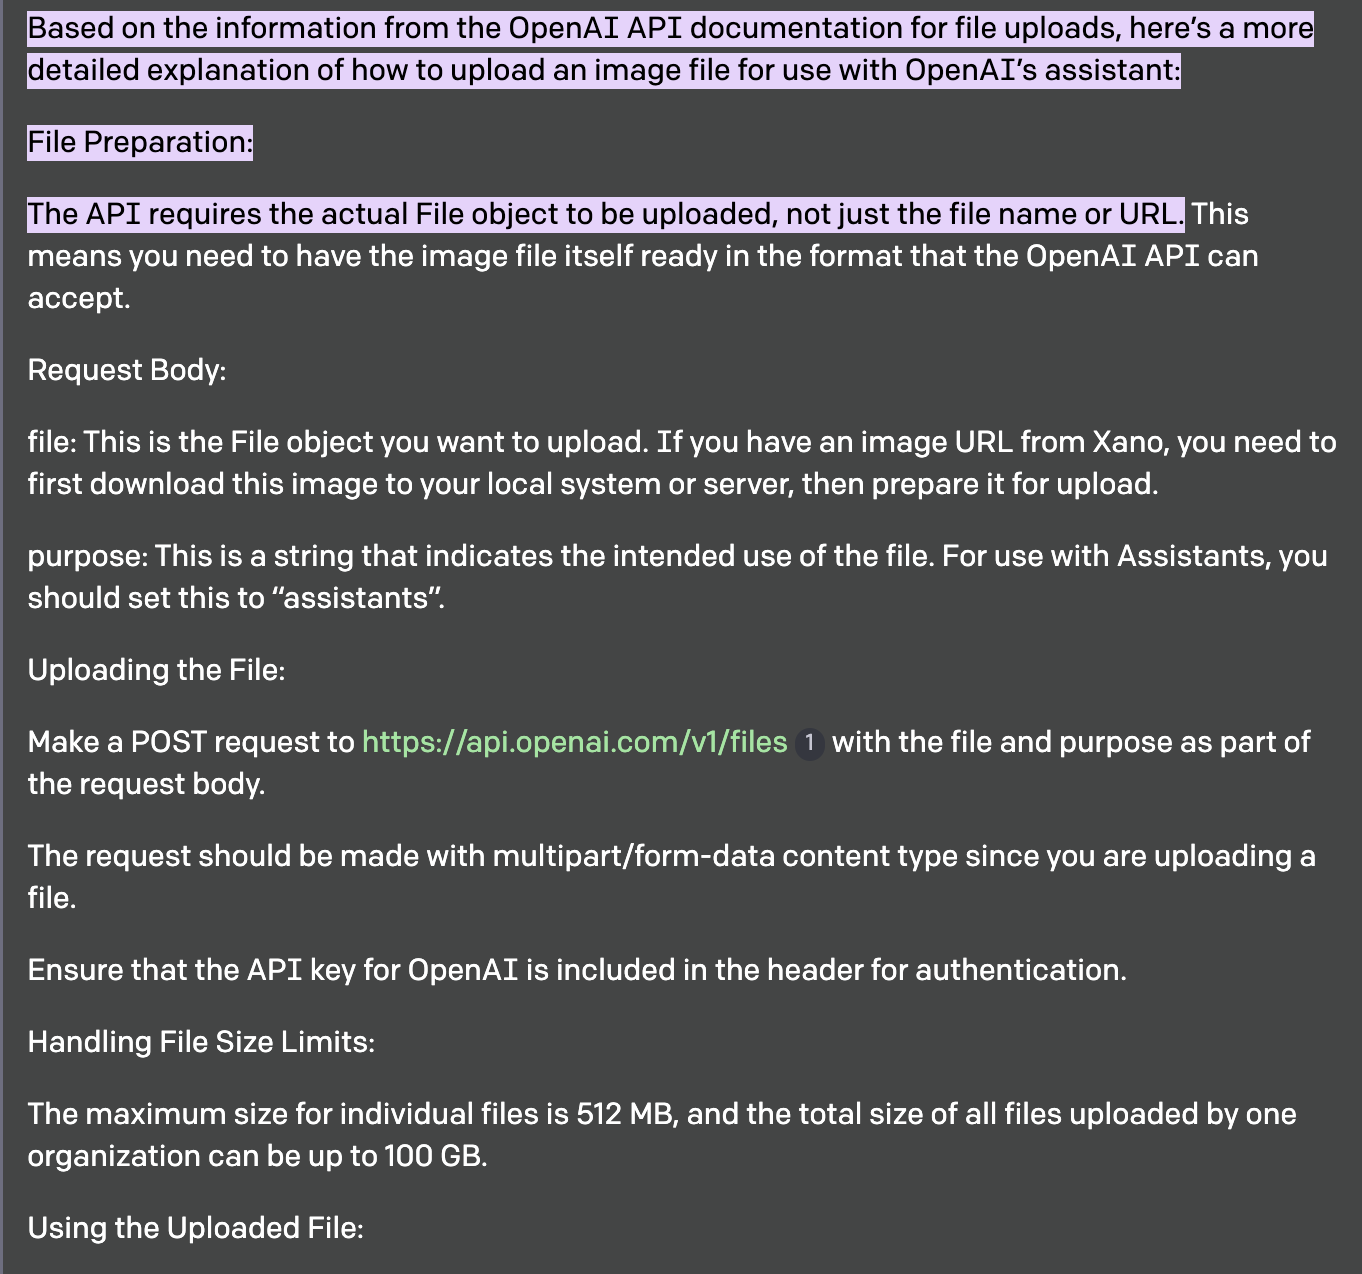 Based on the information from the OpenAI API documentation for file uploads, here’s a more
detailed explanation of how to upload an image file for use with OpenAI’s assistant:
File Preparation:
The API requires the actual File object to be uploaded, not just the file name or URL. This
means you need to have the image file itself ready in the format that the OpenAI API can
accept.
Request Body:
file: This is the File object you want to upload. If you have an image URL from Xano, you need to
first download this image to your local system or server, then prepare it for upload.
purpose: This is a string that indicates the intended use of the file. For use with Assistants, you
should set this to “assistants”.
Uploading the File:
Make a POST request to https://api.openai.com/v1/files 1 with the file and purpose as part of
the request body.
The request should be made with multipart/form-data content type since you are uploading a
file.
Ensure that the API key for OpenAI is included in the header for authentication.
Handling File Size Limits:
The maximum size for individual files is 512 MB, and the total size of all files uploaded by one
organization can be up to 100 GB.
Using the Uploaded File: